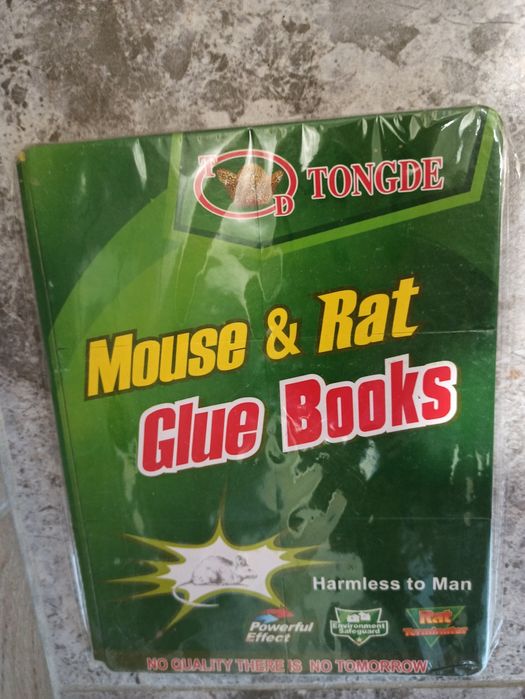 T D TONGDE
Mouse & Rat
Glue Books
Harmless to Man
Powerful
Effect
Environment
Safeguard
Rat
Terminator
NO QUALITY THERE IS NO TOMORROW